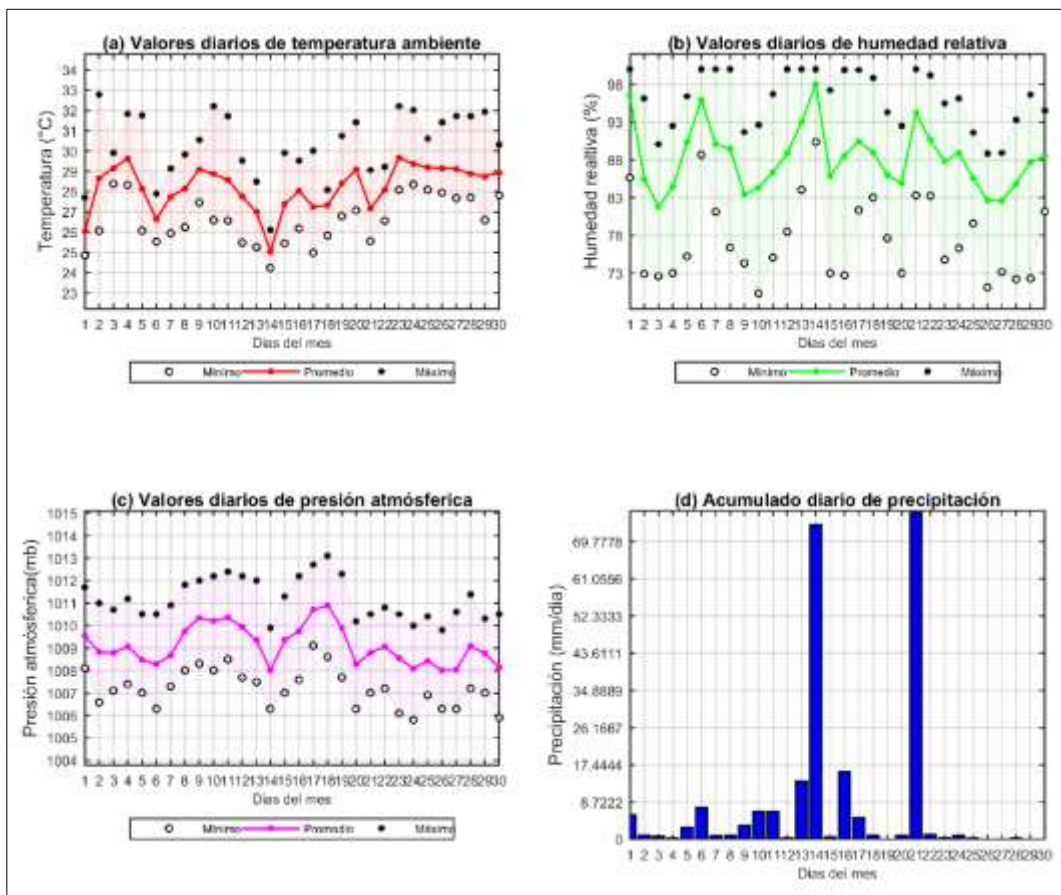 (a) Valores diarios de temperatura ambiente
Temperatura (°C)
34
33
32
31
30
29
28
27
26
25
24
23
1 2 3 4 5 6 7 8 9 10 11 12 13 14 15 16 17 18 19 20 21 22 23 24 25 26 27 28 29 30
Dias del mes
Mínimo Promedio Máximo
(b) Valores diarios de humedad relativa
Humedad realtiva (%)
98
93
88
83
78
73
1 2 3 4 5 6 7 8 9 10 11 12 13 14 15 16 17 18 19 20 21 22 23 24 25 26 27 28 29 30
Dias del mes
Mínimo Promedio Máximo
(c) Valores diarios de presión atmósferica
Presión atmósferica(mb)
1015
1014
1013
1012
1011
1010
1009
1008
1007
1006
1005
1004
1 2 3 4 5 6 7 8 9 10 11 12 13 14 15 16 17 18 19 20 21 22 23 24 25 26 27 28 29 30
Dias del mes
Mínimo Promedio Máximo
(d) Acumulado diario de precipitación
Precipitación (mm/día)
69.7778
61.0556
52.3333
43.6111
34.8889
26.1667
17.4444
8.7222
0
1 2 3 4 5 6 7 8 9 10 11 12 13 14 15 16 17 18 19 20 21 22 23 24 25 26 27 28 29 30
Dias del mes